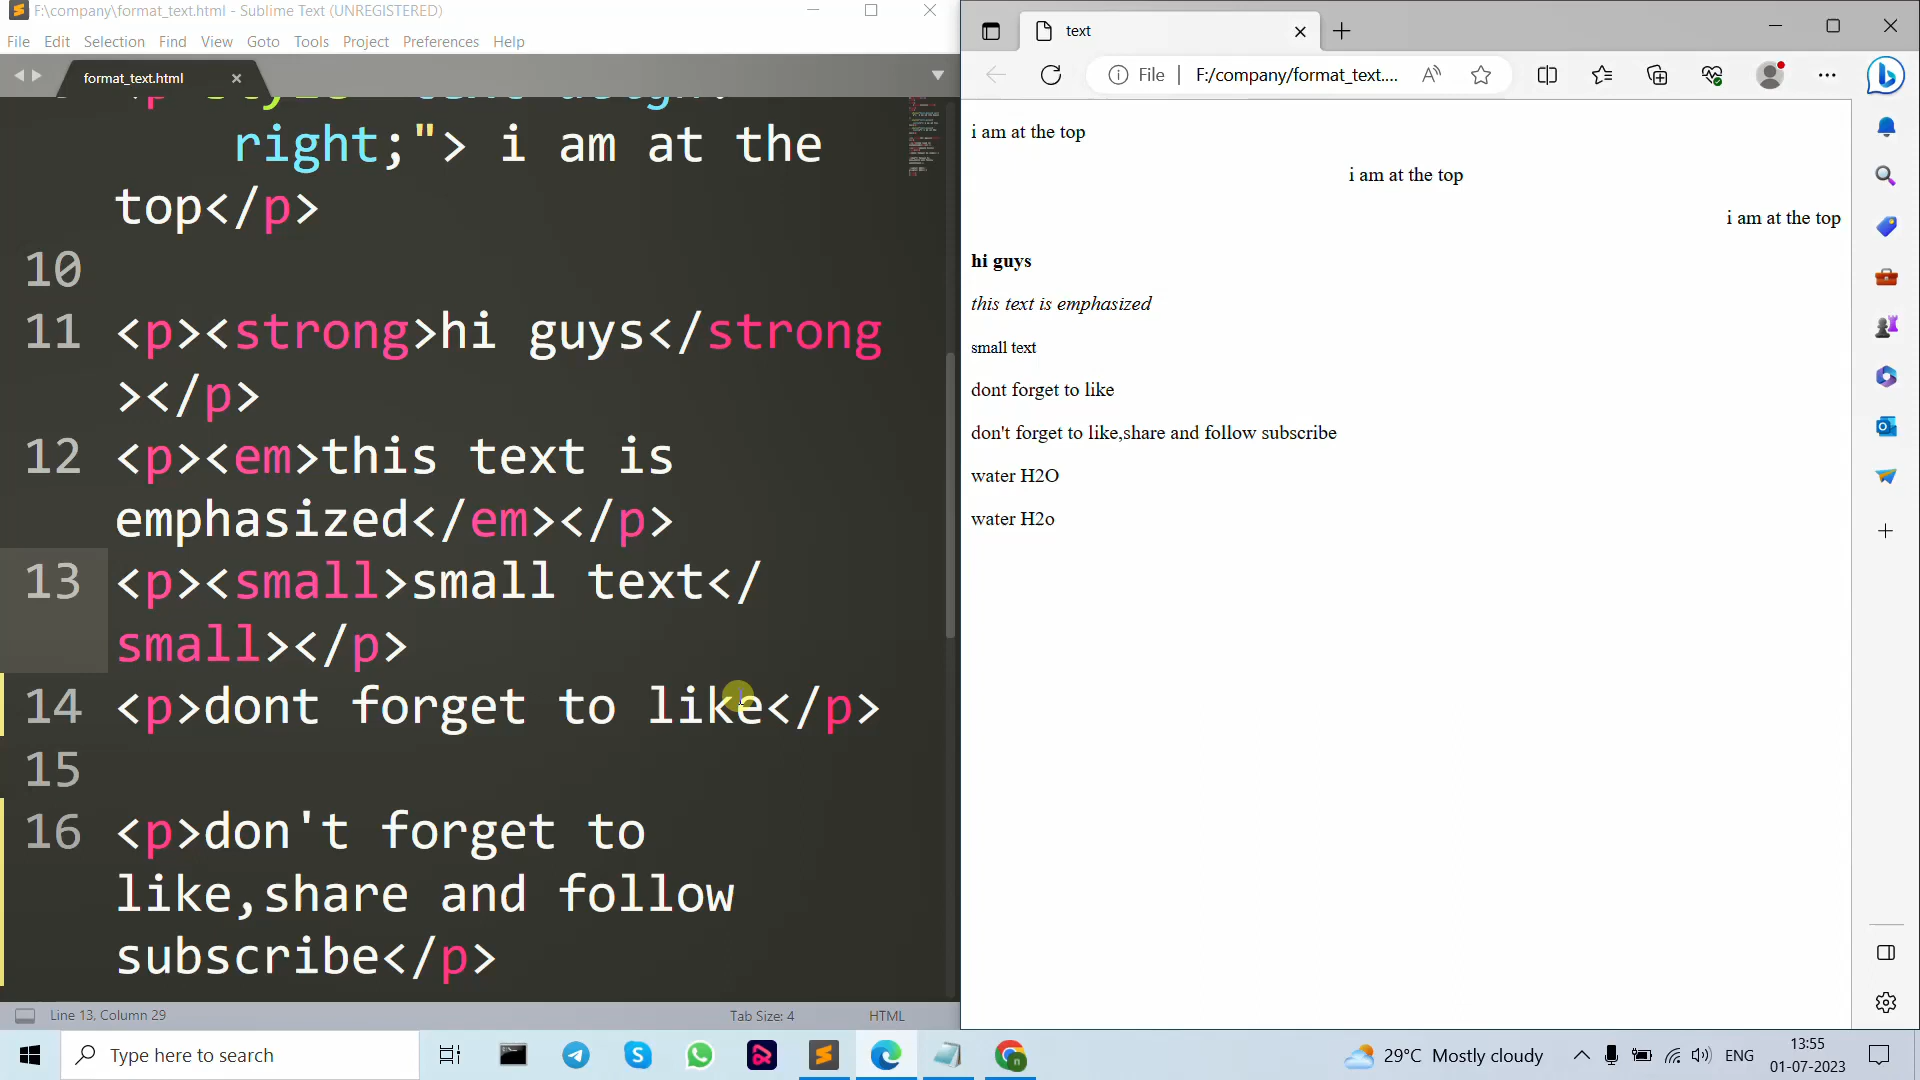 F:\company\format_text.html - Sublime Text (UNREGISTERED)
File Edit Selection Find View Goto Tools Project Preferences Help
format_text.html
right;"> i am at the
top</p>
10
11 <p><strong>hi guys</strong
></p>
12 <p><em>this text is
emphasized</em></p>
13 <p><small>small text</
small></p>
14 <p>dont forget to like</p>
15
16 <p>don't forget to
like,share and follow
subscribe</p>
Line 13, Column 29
Tab Size: 4
HTML
text
File
F:/company/format_text....
i am at the top
i am at the top
i am at the top
hi guys
this text is emphasized
small text
dont forget to like
don't forget to like,share and follow subscribe
water H2O
water H2o
Type here to search
29°C Mostly cloudy
ENG
13:55
01-07-2023